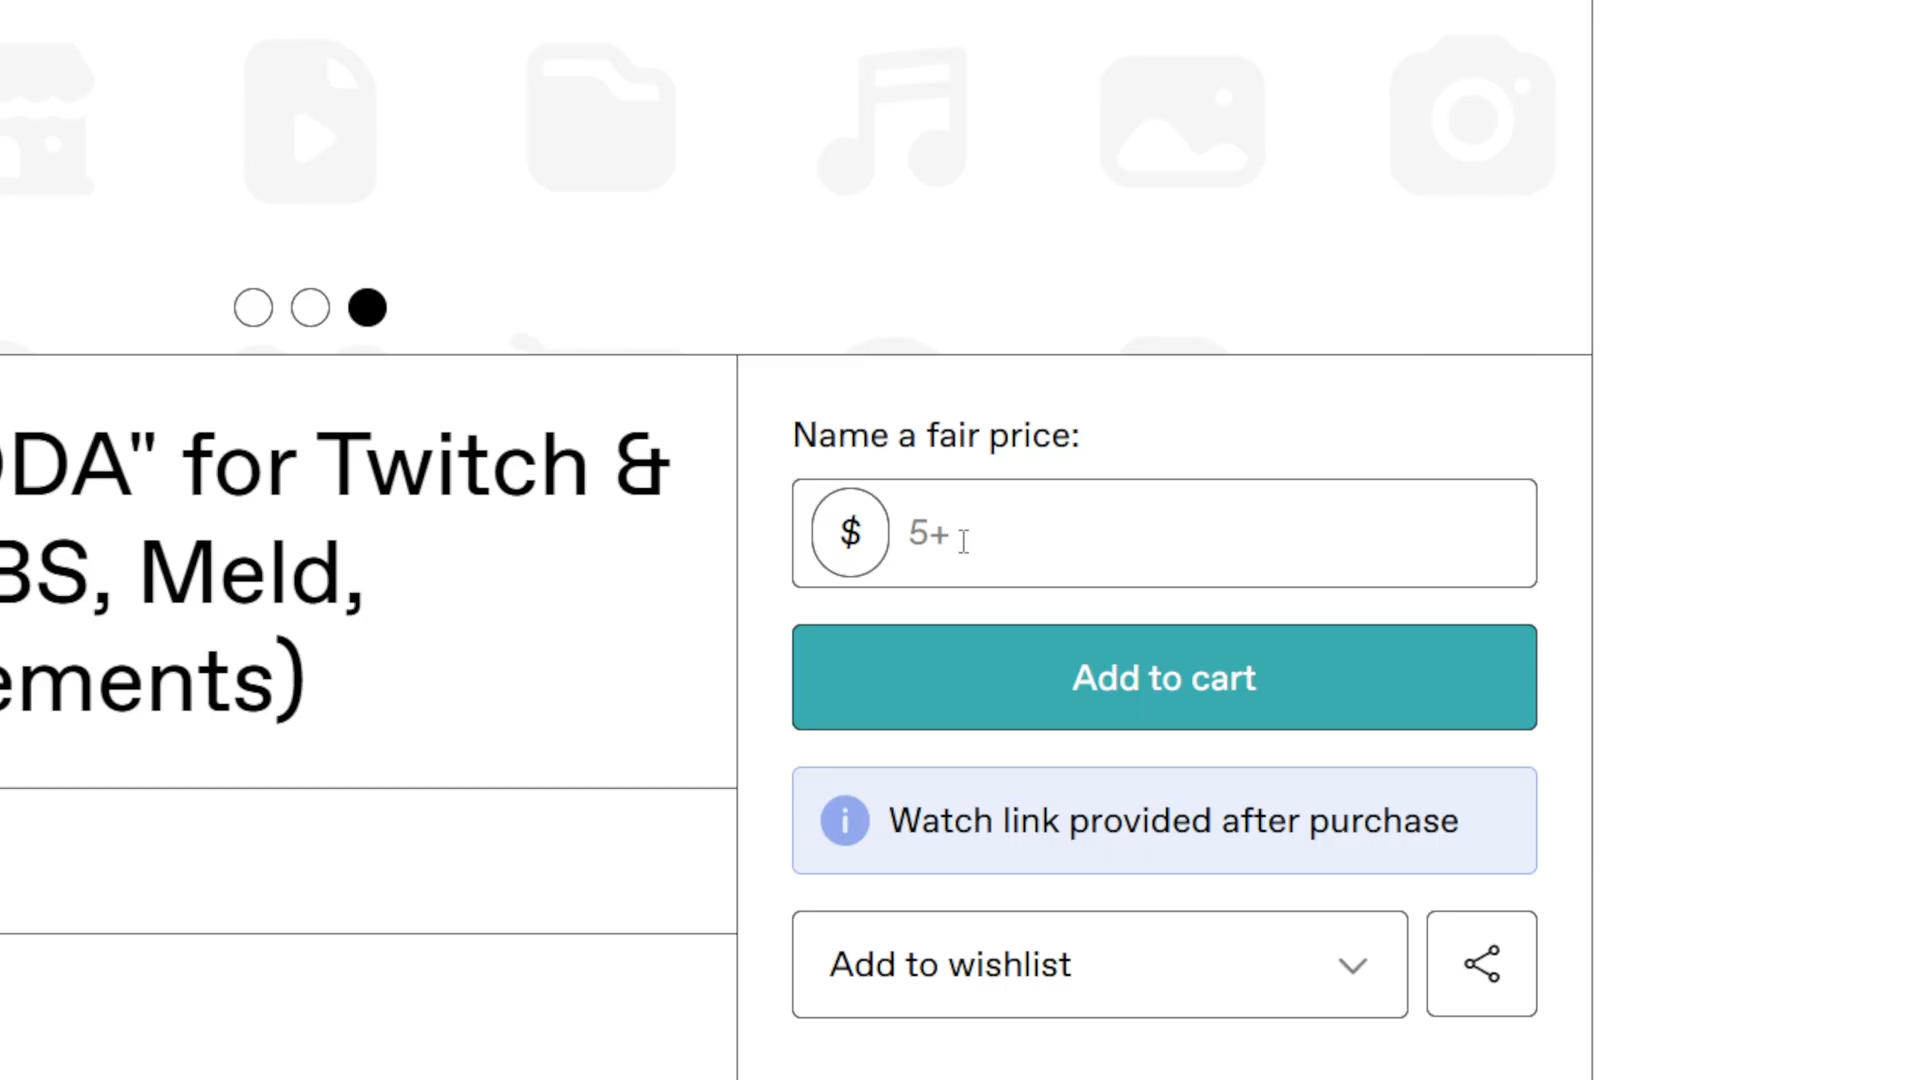 DA" for Twitch &
BS, Meld,
ements)
Name a fair price:
$ 5+
Add to cart
i Watch link provided after purchase
Add to wishlist